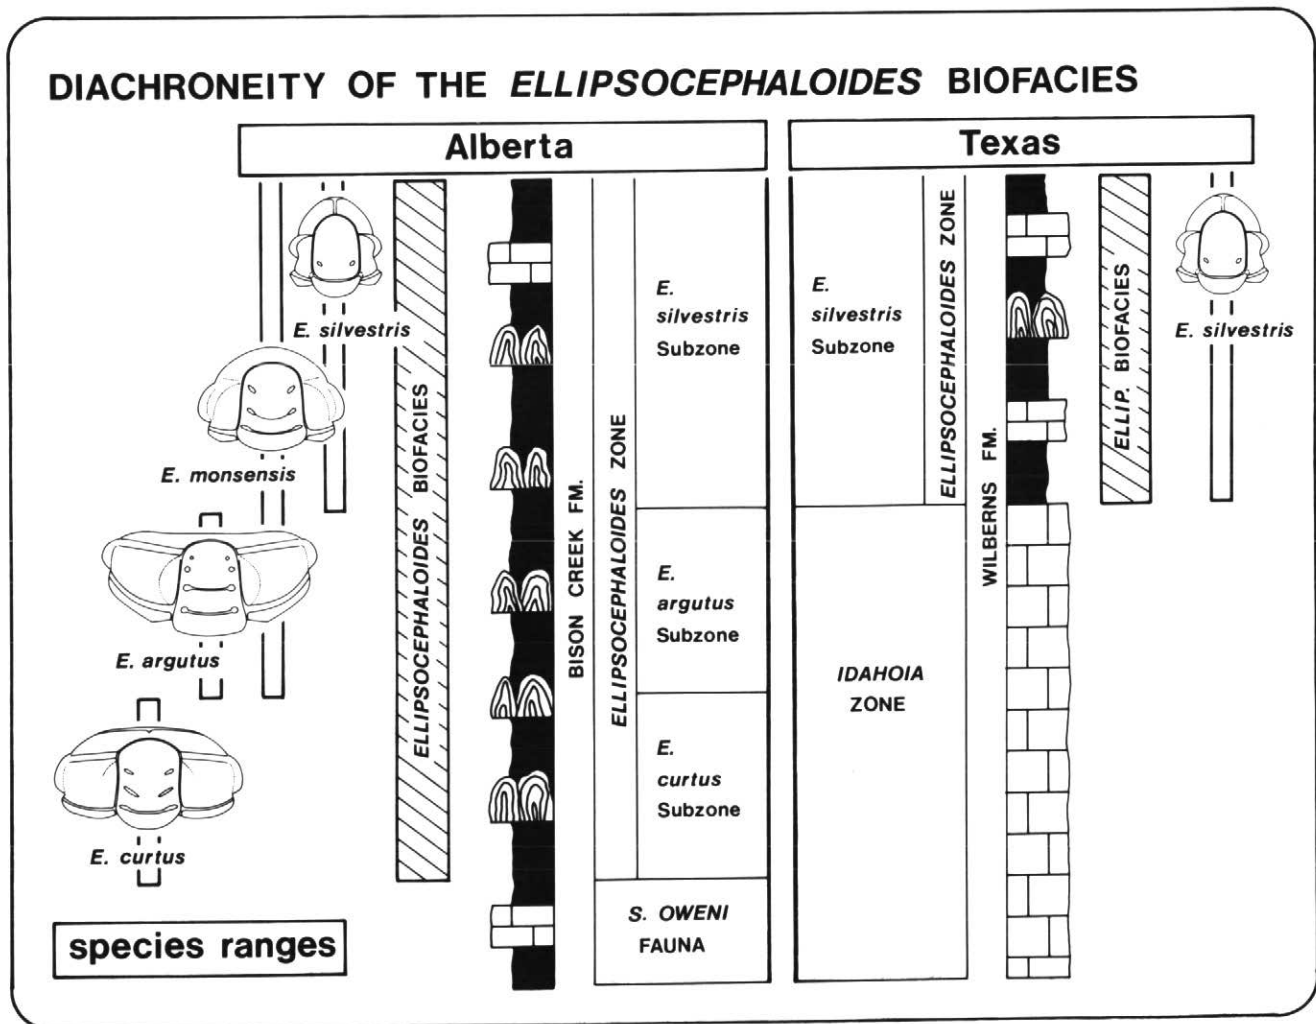 DIACHRONEITY OF THE ELLIPSOCEPHALOIDES BIOFACIES
Alberta
Texas
E. silvestris
E. monsensis
E. argutus
E. curtus
species ranges
ELLIPSOCEPHALOIDES BIOFACIES
BISON CREEK FM.
ELLIPSOCEPHALOIDES ZONE
E.
silvestris
Subzone
E.
argutus
Subzone
E.
curtus
Subzone
S. OWENI
FAUNA
E.
silvestris
Subzone
ELLIPSOCEPHALOIDES ZONE
IDAHOIA
ZONE
WILBERNS FM.
ELLIP. BIOFACIES
E. silvestris